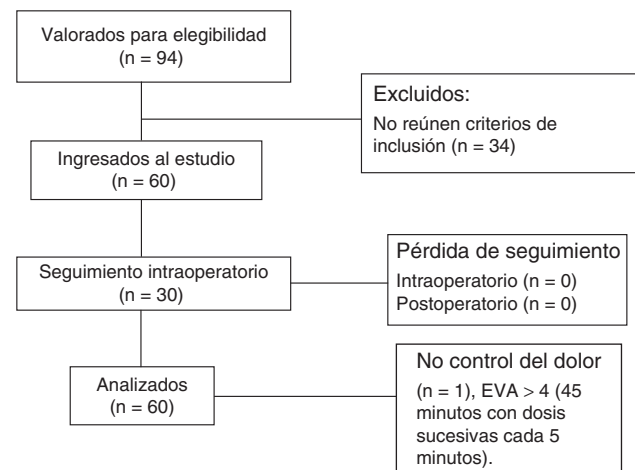 Valorados para elegibilidad
(n = 94)
Excluidos:
No reúnen criterios de
inclusión (n = 34)
Ingresados al estudio
(n = 60)
Seguimiento intraoperatorio
(n = 30)
Pérdida de seguimiento
Intraoperatorio (n = 0)
Postoperatorio (n = 0)
Analizados
(n = 60)
No control del dolor
(n = 1), EVA > 4 (45
minutos con dosis
sucesivas cada 5
minutos).